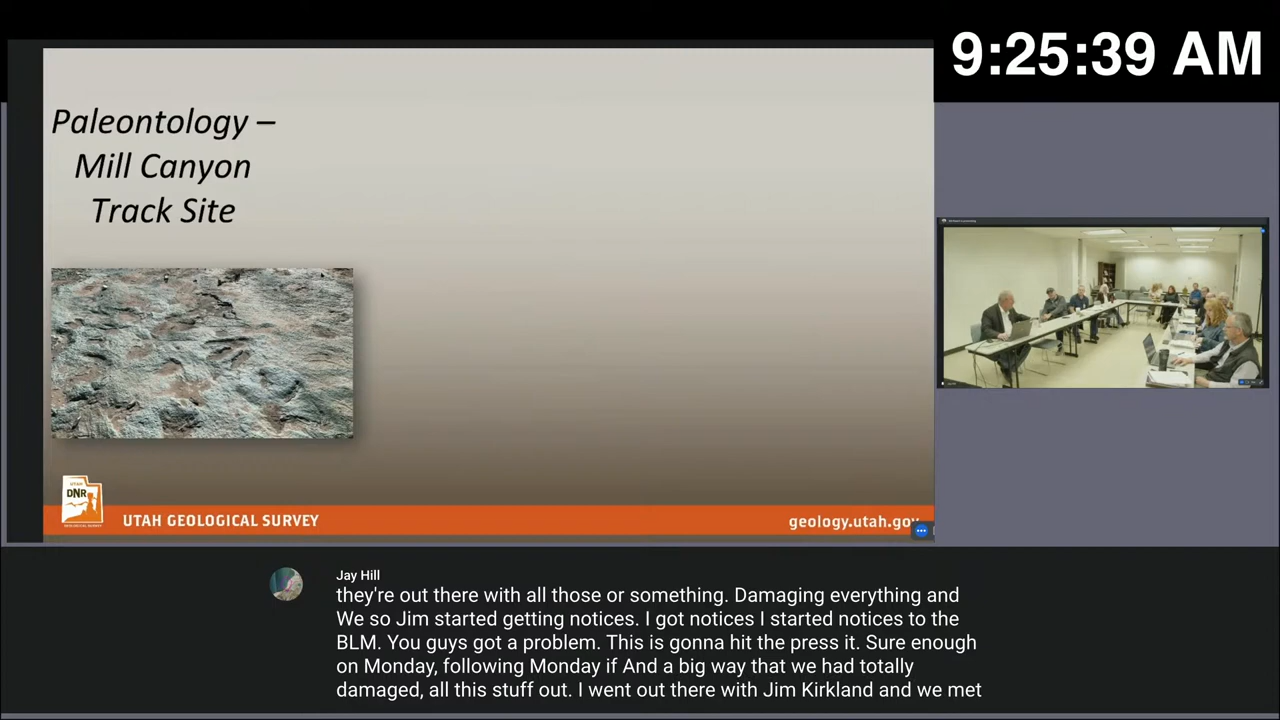 9:25:39 AM
Paleontology –
Mill Canyon
Track Site
UTAH
DNR
UTAH GEOLOGICAL SURVEY
geology.utah.gov
Jay Hill
they're out there with all those or something. Damaging everything and
We so Jim started getting notices. I got notices I started notices to the
BLM. You guys got a problem. This is gonna hit the press it. Sure enough
on Monday, following Monday if And a big way that we had totally
damaged, all this stuff out. I went out there with Jim Kirkland and we met